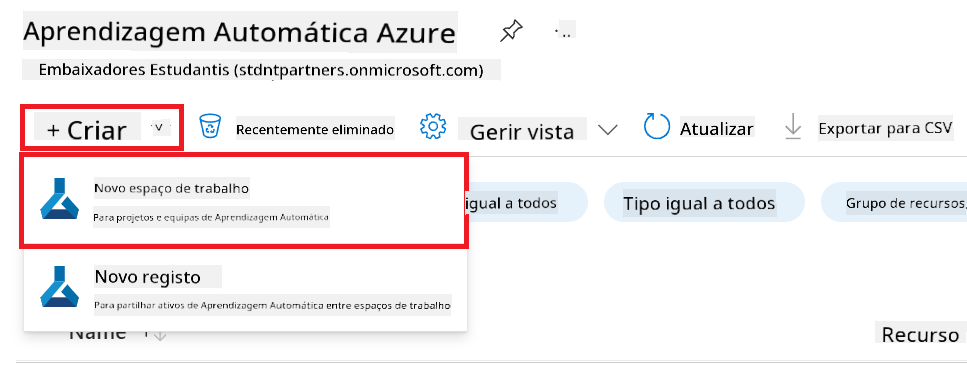 Aprendizagem Automática Azure
Embaixadores Estudantis (stdntpartners.onmicrosoft.com)
+ Criar
Recentemente eliminado
Gerir vista
Atualizar
Exportar para CSV
Novo espaço de trabalho
Para projetos e equipas de Aprendizagem Automática
igual a todos
Tipo igual a todos
Grupo de recursos
Novo registo
Para partilhar ativos de Aprendizagem Automática entre espaços de trabalho
Name
Recurso